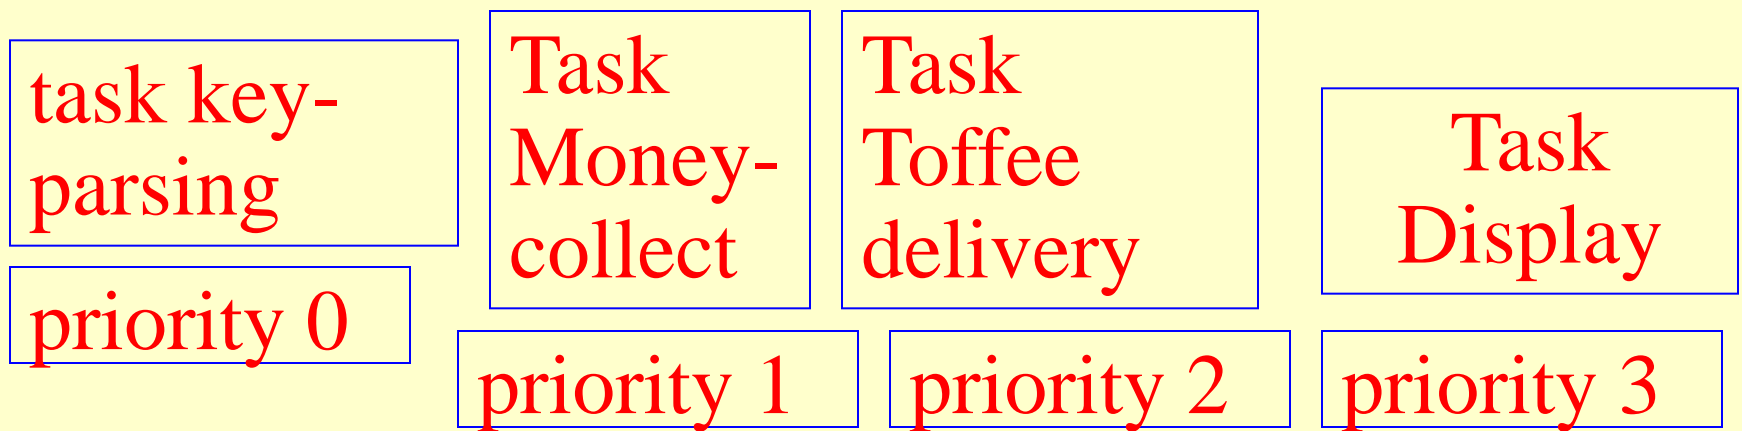 task key-
parsing
priority 0
Task
Money-
collect
priority 1
Task
Toffee
delivery
priority 2
Task
Display
priority 3